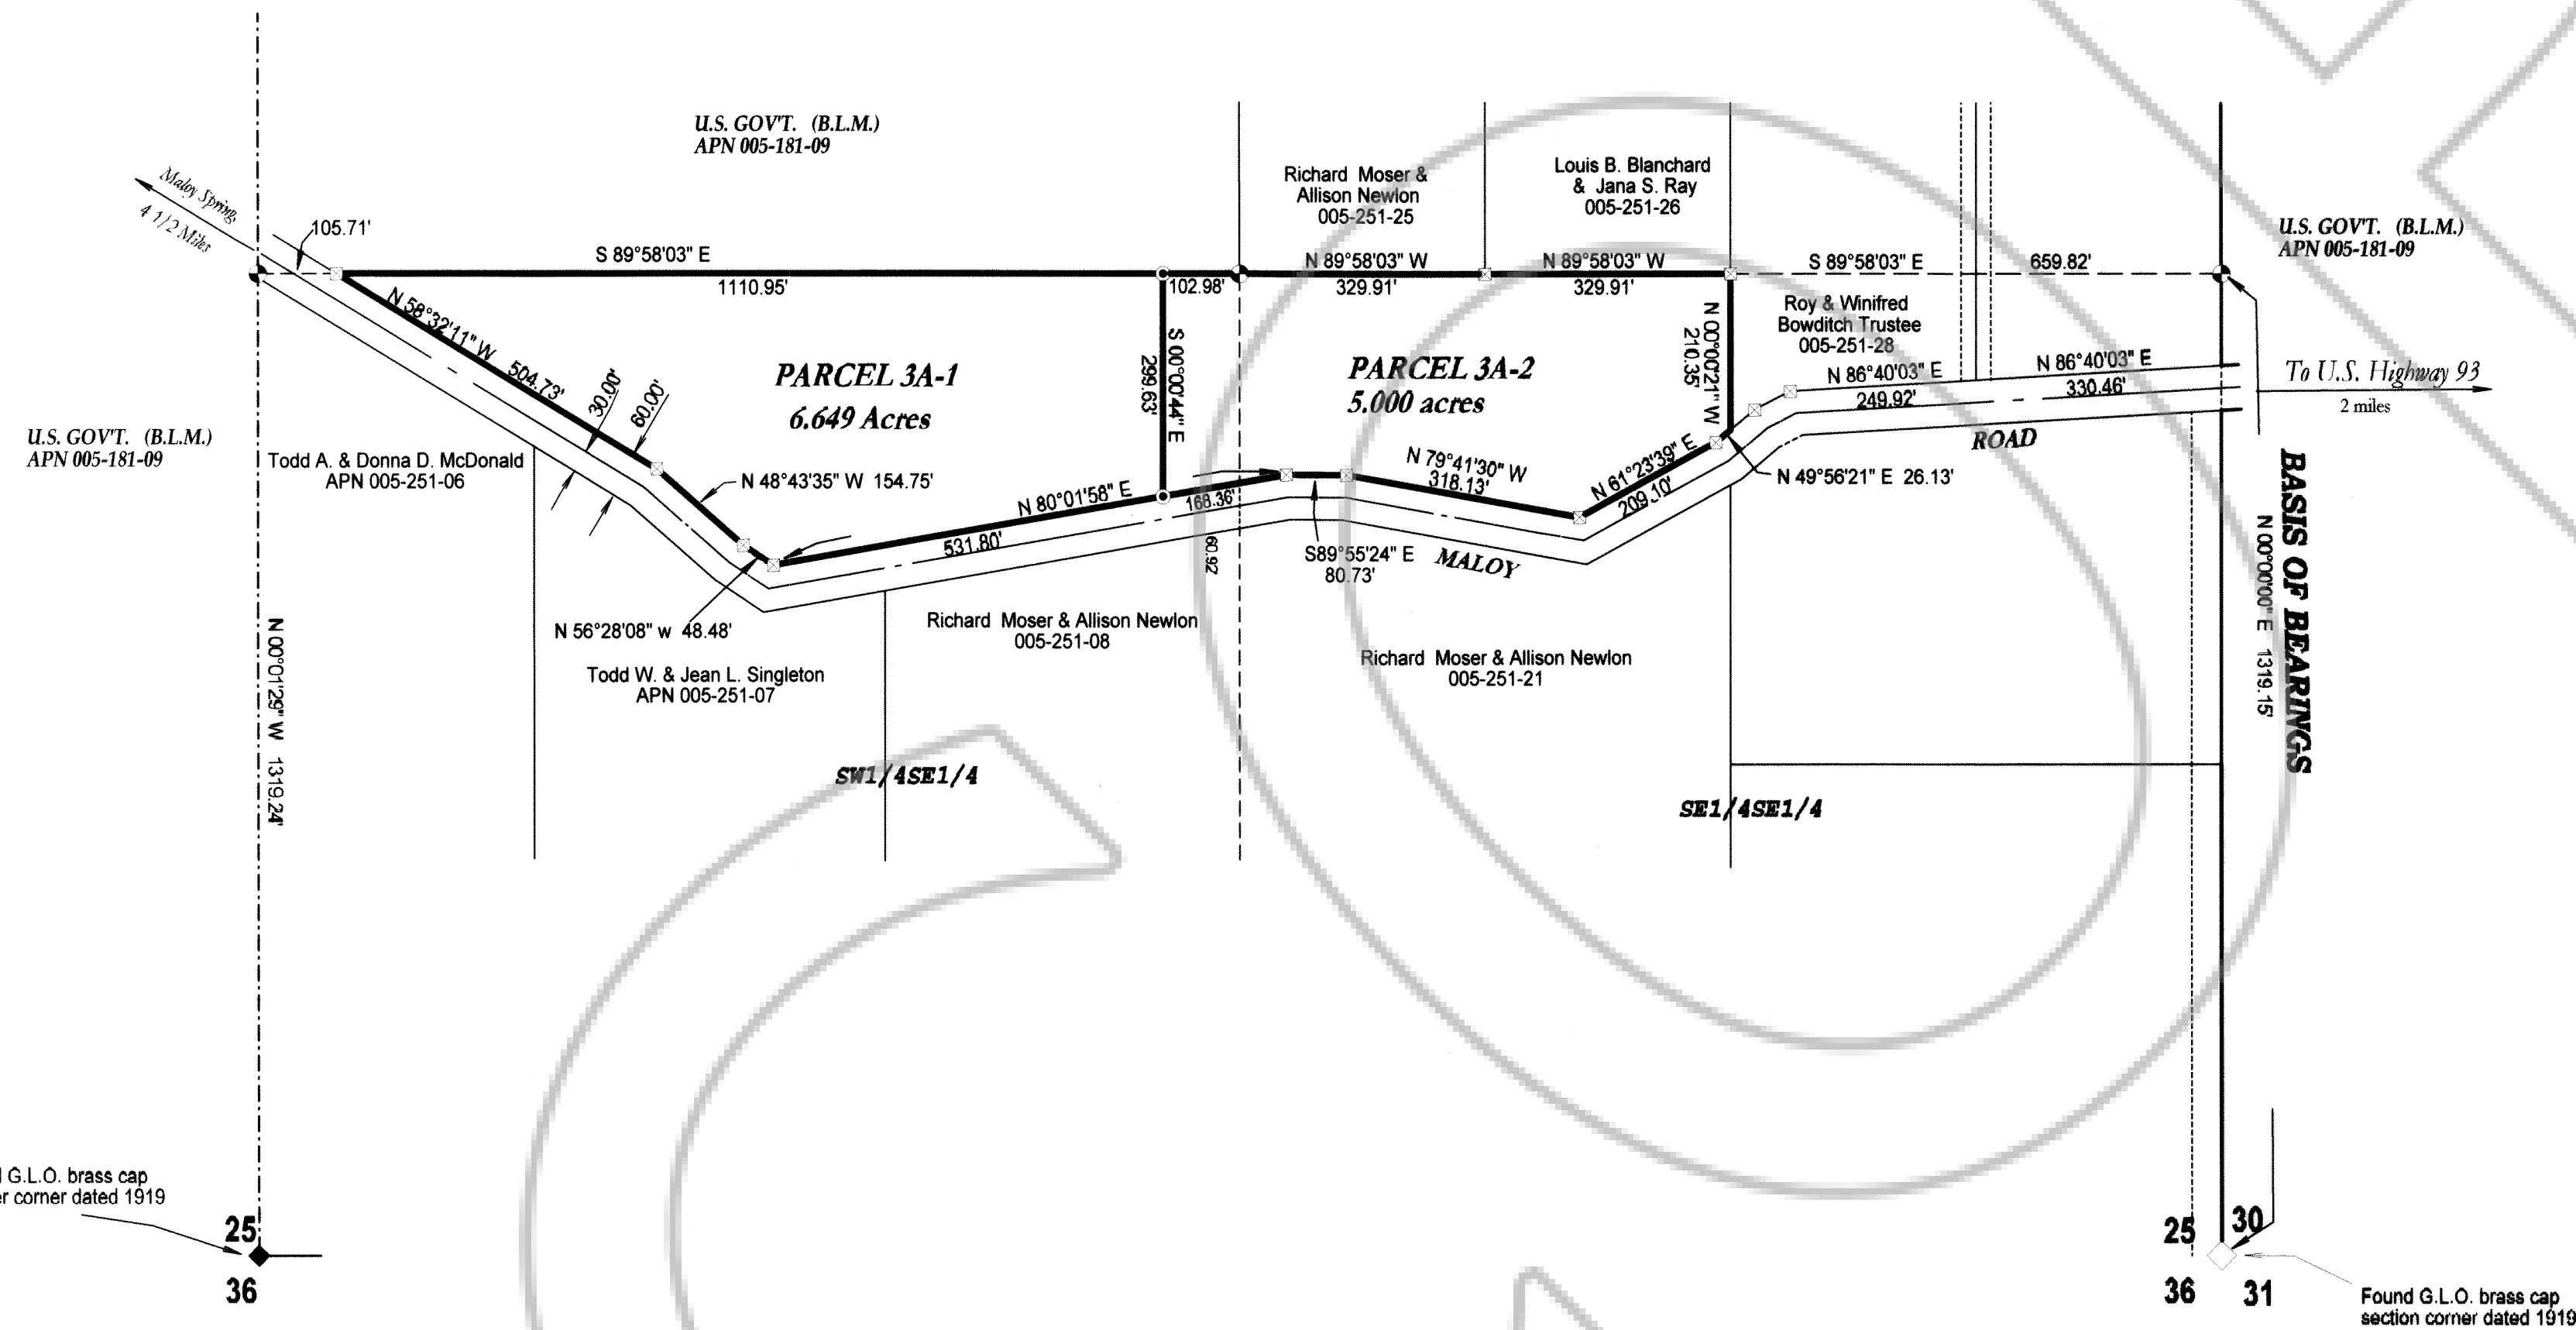 U.S. GOV'T. (B.L.M.)
APN 005-181-09
Maloy Spring
4 1/2 Miles
105.71'
S 89°58'03" E
1110.95'
102.98'
Richard Moser &
Allison Newlon
005-251-25
Louis B. Blanchard
& Jana S. Ray
005-251-26
N 89°58'03" W
329.91'
N 89°58'03" W
329.91'
S 89°58'03" E
659.82'
U.S. GOV'T. (B.L.M.)
APN 005-181-09
N 58°32'11" W
504.73'
30.00'
60.00'
PARCEL 3A-1
6.649 Acres
S 00°00'44" E
299.63'
PARCEL 3A-2
5.000 acres
N 00°00'21" W
210.35'
Roy & Winifred
Bowditch Trustee
005-251-28
N 86°40'03" E
249.92'
N 86°40'03" E
330.46'
To U.S. Highway 93
2 miles
U.S. GOV'T. (B.L.M.)
APN 005-181-09
Todd A. & Donna D. McDonald
APN 005-251-06
N 48°43'35" W 154.75'
N 80°01'58" E
531.80'
168.36'
60.92
S89°55'24" E
80.73'
N 79°41'30" W
318.13'
N 61°23'39" E
209.10'
N 49°56'21" E 26.13'
MALOY
ROAD
BASIS OF BEARINGS
N 00°00'00" E 1319.15'
N 56°28'08" w 48.48'
Todd W. & Jean L. Singleton
APN 005-251-07
Richard Moser & Allison Newlon
005-251-08
Richard Moser & Allison Newlon
005-251-21
N 00°01'29" W 1319.24'
SW1/4SE1/4
SE1/4SE1/4
G.L.O. brass cap
corner dated 1919
25
36
25
30
36
31
Found G.L.O. brass cap
section corner dated 1919